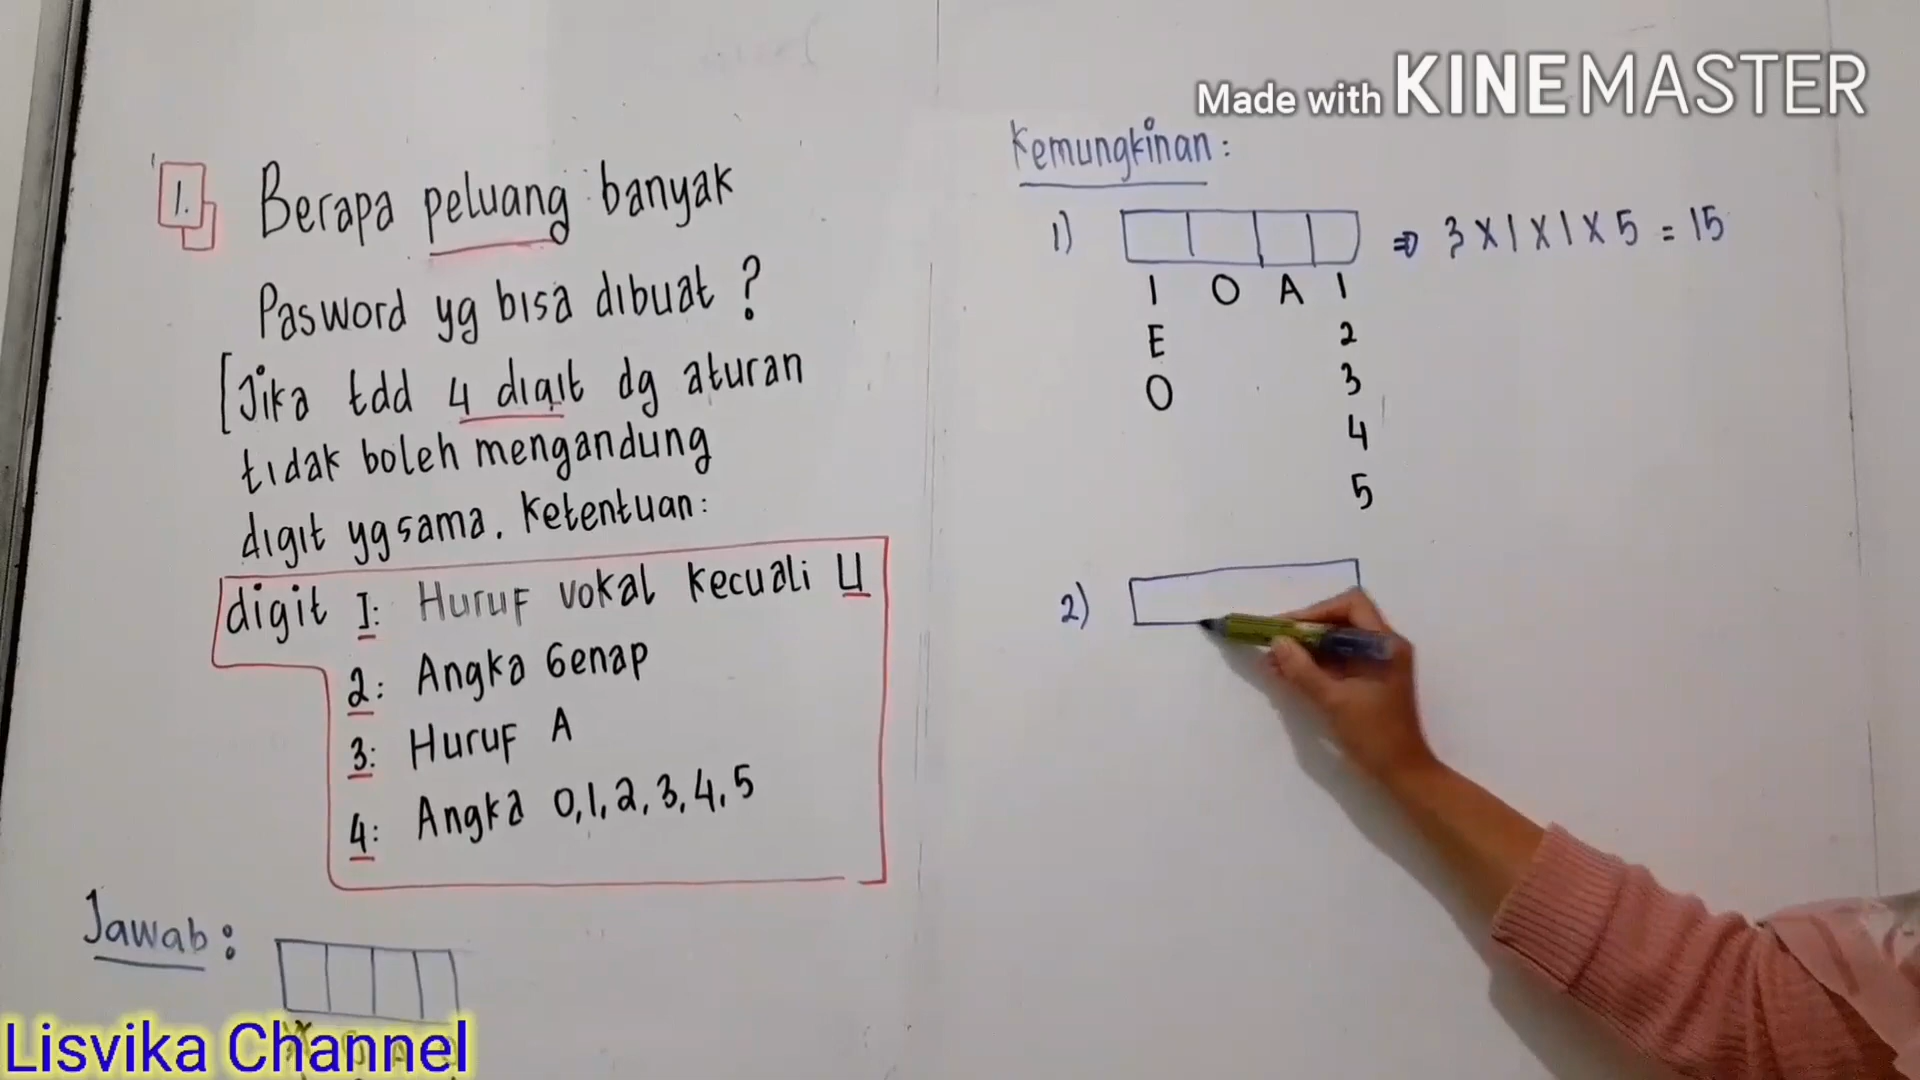 Made with KINEMASTER
1. Berapa peluang banyak
Pasword yg bisa dibuat ?
[Jika tdd 4 digit dg aturan
tidak boleh mengandung
digit yg sama. Ketentuan:
digit I: Huruf vokal kecuali U
2: Angka Genap
3: Huruf A
4: Angka 0,1,2,3,4,5
Jawab:
Kemungkinan:
1) ⇒ 3 x 1 x 1 x 5 = 15
I O A 1
E 2
O 3
4
5
2)
Lisvika Channel